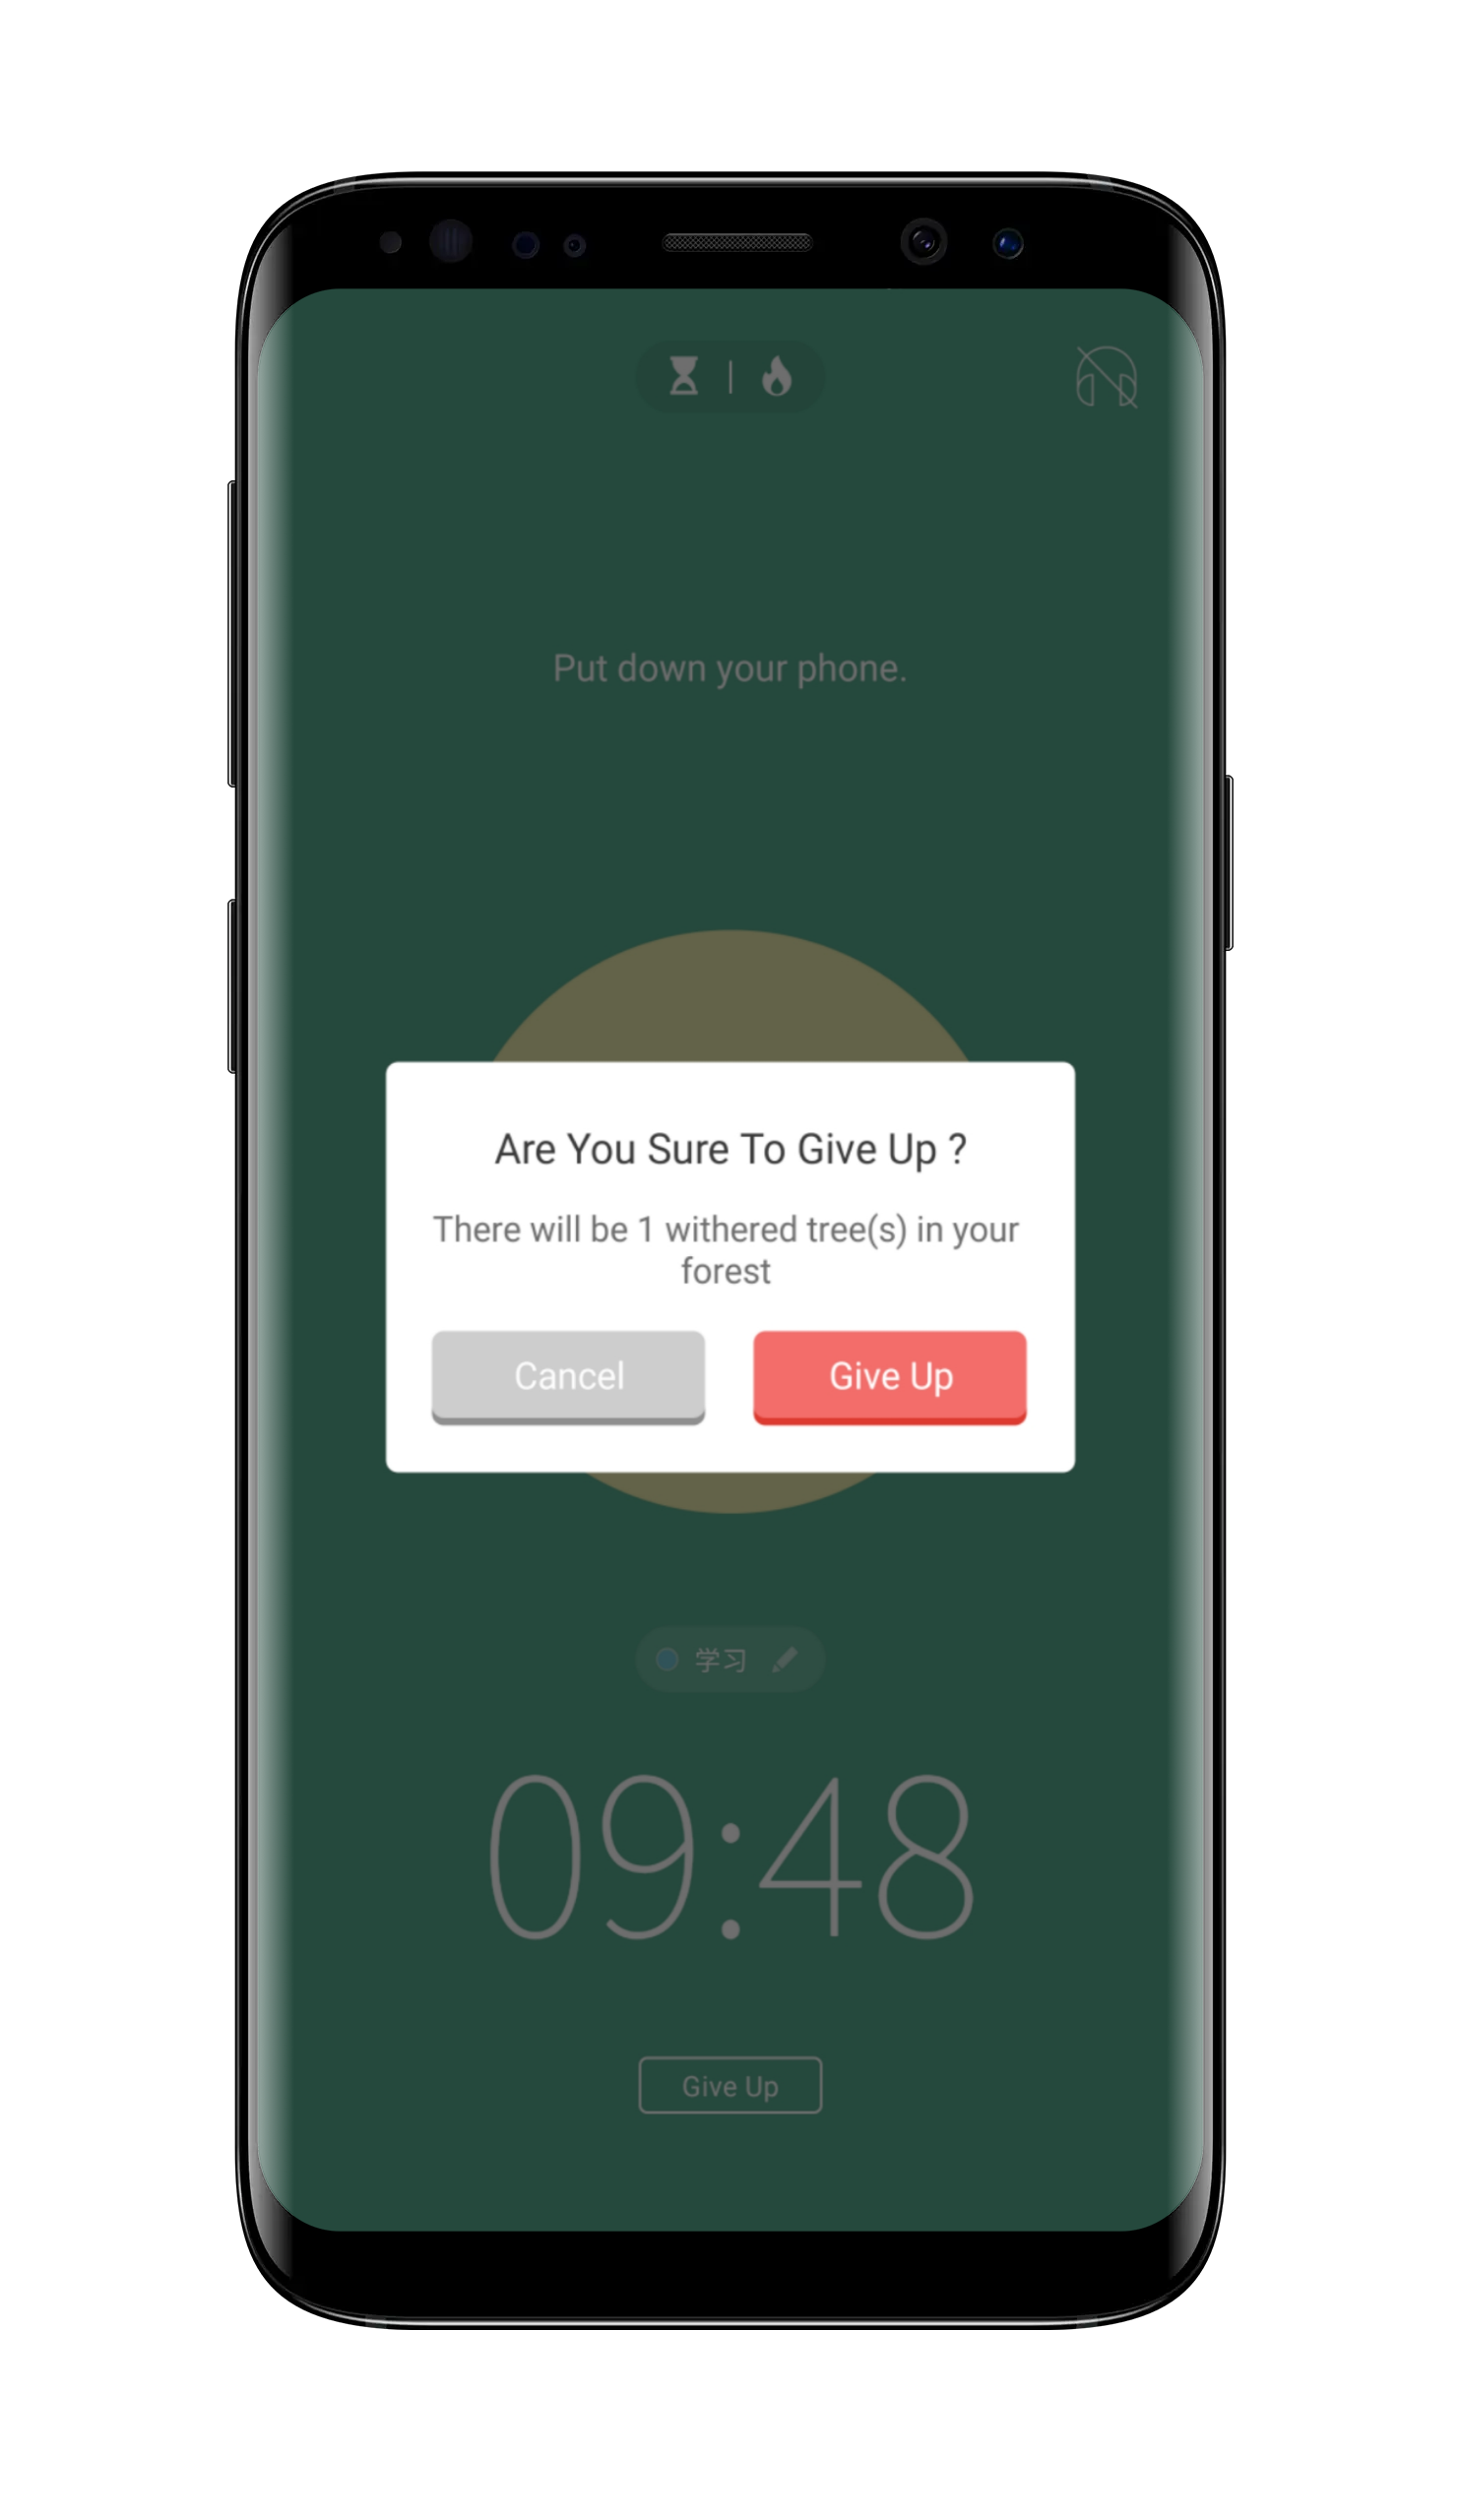 Put down your phone.
Are You Sure To Give Up ?
There will be 1 withered tree(s) in your
forest
Cancel
Give Up
学习
09:48
Give Up